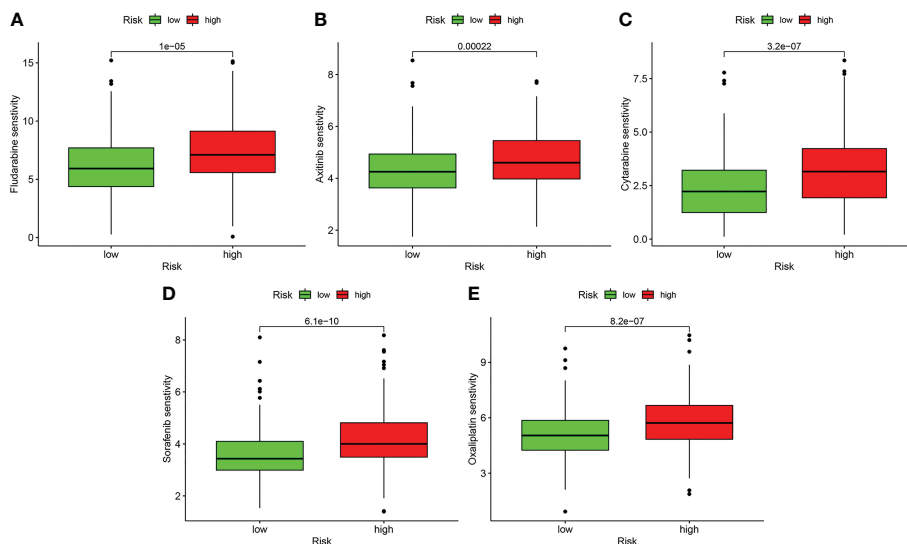 A
Risk low high
1e−05
Fludarabine senstivity
15
10
5
0
low high
Risk
B
Risk low high
0.00022
Axitinib senstivity
8
6
4
2
low high
Risk
C
Risk low high
3.2e−07
Cytarabine senstivity
7.5
5.0
2.5
0.0
low high
Risk
D
Risk low high
6.1e−10
Sorafenib senstivity
8
6
4
2
low high
Risk
E
Risk low high
8.2e−07
Oxaliplatin senstivity
9
6
3
low high
Risk